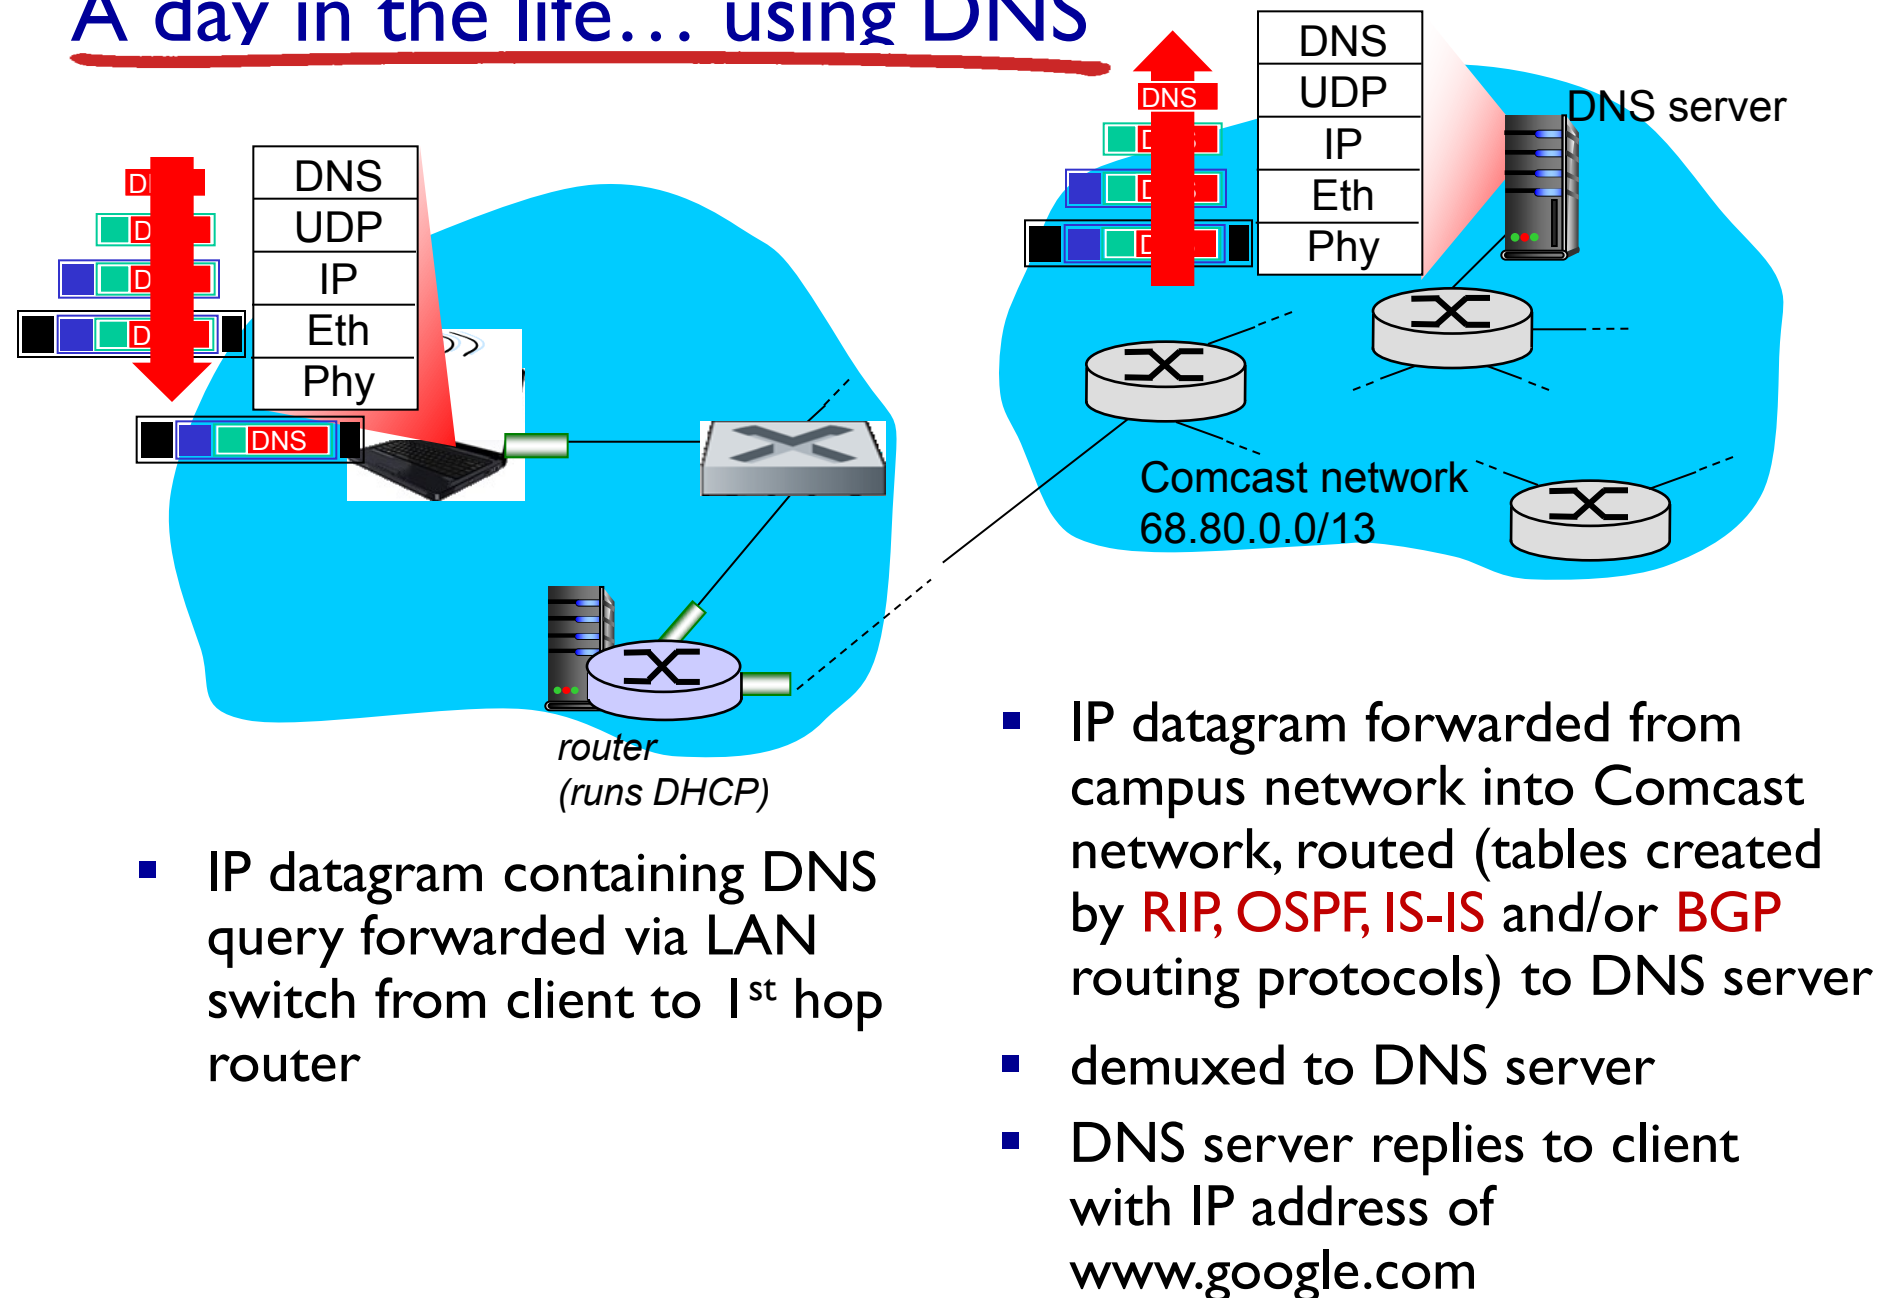 A day in the life… using DNS
DNS
UDP
IP
Eth
Phy
DNS
DNS
UDP
IP
Eth
Phy
DNS
DNS server
Comcast network
68.80.0.0/13
router
(runs DHCP)
▪ IP datagram containing DNS
query forwarded via LAN
switch from client to 1st hop
router
▪ IP datagram forwarded from
campus network into Comcast
network, routed (tables created
by RIP, OSPF, IS-IS and/or BGP
routing protocols) to DNS server
▪ demuxed to DNS server
▪ DNS server replies to client
with IP address of
www.google.com